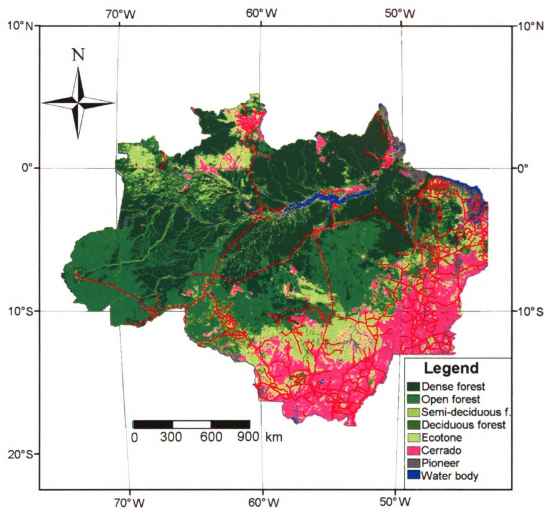 70°W 60°W 50°W
10°N 10°N
N
0° 0°
10°S 10°S
Legend
Dense forest
Open forest
Semi-deciduous f.
Deciduous forest
Ecotone
Cerrado
Pioneer
Water body
0 300 600 900 km
20°S 20°S
70°W 60°W 50°W